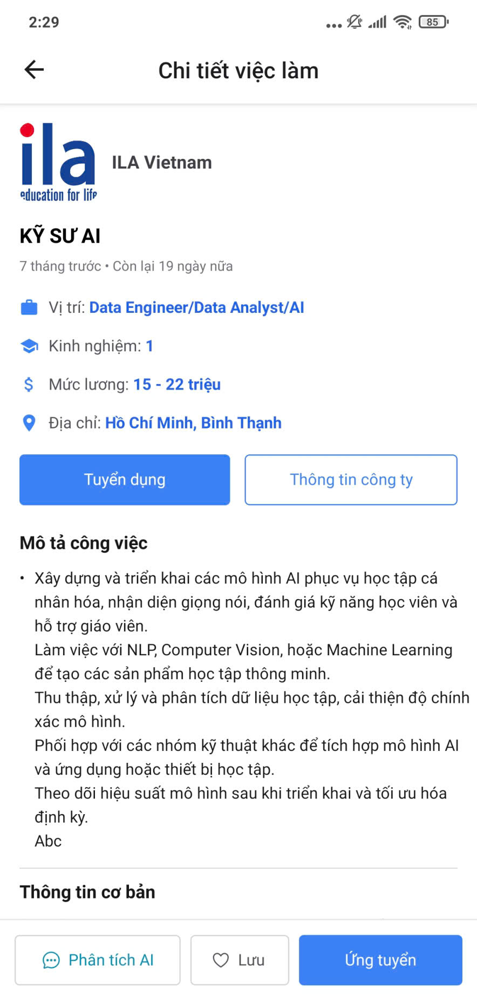 2:29
85
Chi tiết việc làm
ila
education for life
ILA Vietnam
KỸ SƯ AI
7 tháng trước • Còn lại 19 ngày nữa
Vị trí: Data Engineer/Data Analyst/AI
Kinh nghiệm: 1
Mức lương: 15 - 22 triệu
Địa chỉ: Hồ Chí Minh, Bình Thạnh
Tuyển dụng
Thông tin công ty
Mô tả công việc
• Xây dựng và triển khai các mô hình AI phục vụ học tập cá
nhân hóa, nhận diện giọng nói, đánh giá kỹ năng học viên và
hỗ trợ giáo viên.
Làm việc với NLP, Computer Vision, hoặc Machine Learning
để tạo các sản phẩm học tập thông minh.
Thu thập, xử lý và phân tích dữ liệu học tập, cải thiện độ chính
xác mô hình.
Phối hợp với các nhóm kỹ thuật khác để tích hợp mô hình AI
và ứng dụng hoặc thiết bị học tập.
Theo dõi hiệu suất mô hình sau khi triển khai và tối ưu hóa
định kỳ.
Abc
Thông tin cơ bản
Phân tích AI
Lưu
Ứng tuyển